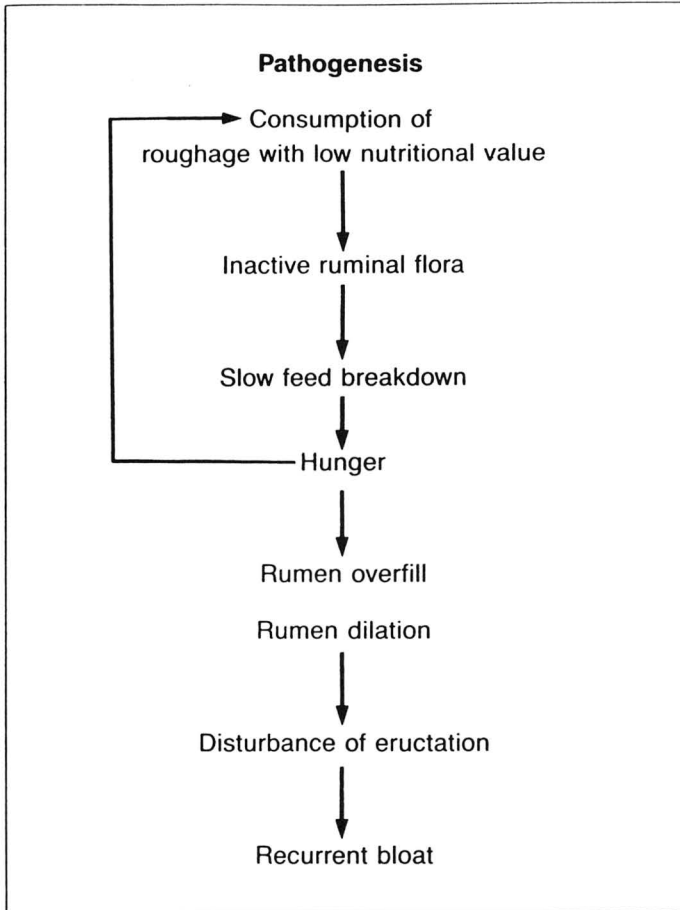 Pathogenesis
Consumption of
roughage with low nutritional value
Inactive ruminal flora
Slow feed breakdown
Hunger
Rumen overfill
Rumen dilation
Disturbance of eructation
Recurrent bloat